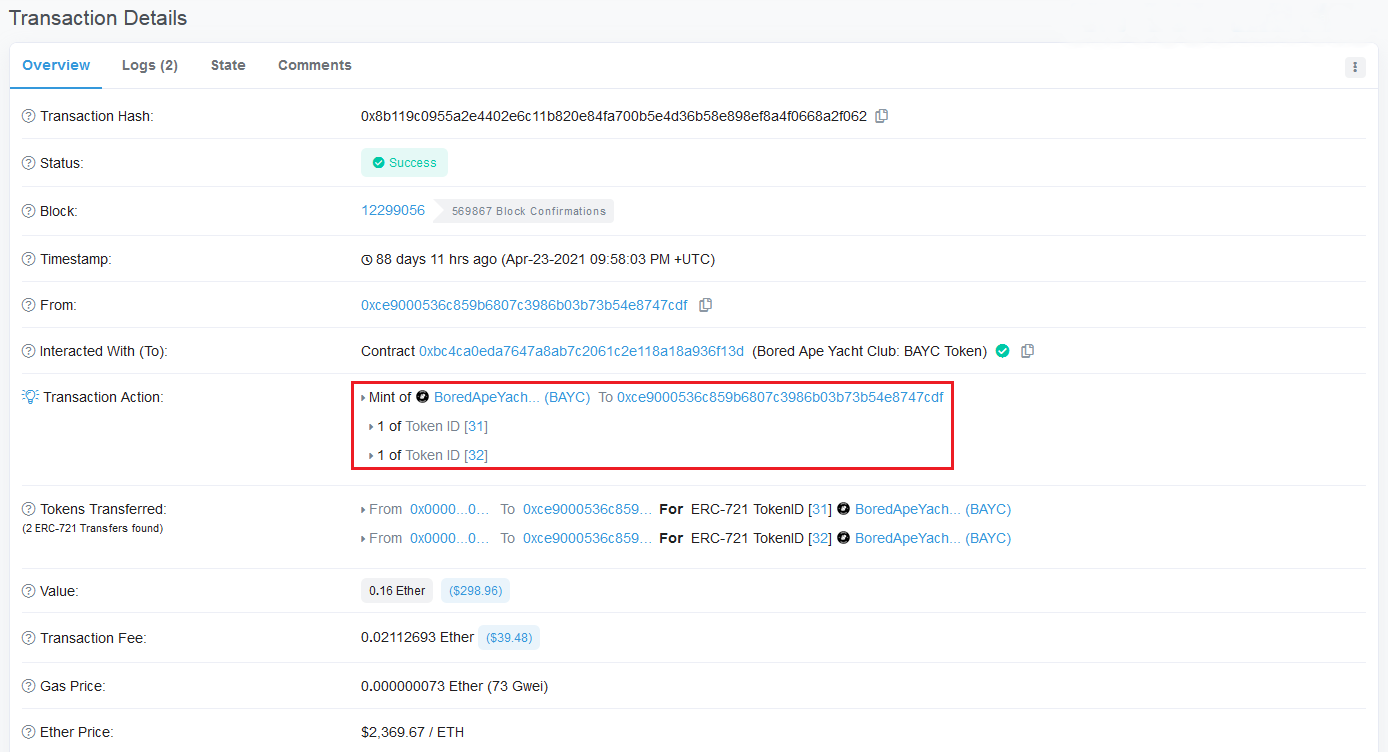 Transaction Details
Overview Logs (2) State Comments
Transaction Hash: 0x8b119c0955a2e4402e6c11b820e84fa700b5e4d36b58e898ef8a4f0668a2f062
Status: Success
Block: 12299056 569867 Block Confirmations
Timestamp: 88 days 11 hrs ago (Apr-23-2021 09:58:03 PM +UTC)
From: 0xce9000536c859b6807c3986b03b73b54e8747cdf
Interacted With (To): Contract 0xbc4ca0eda7647a8ab7c2061c2e118a18a936f13d (Bored Ape Yacht Club: BAYC Token)
Transaction Action: Mint of BoredApeYach... (BAYC) To 0xce9000536c859b6807c3986b03b73b54e8747cdf
1 of Token ID [31]
1 of Token ID [32]
Tokens Transferred: From 0x0000...0... To 0xce9000536c859... For ERC-721 TokenID [31] BoredApeYach... (BAYC)
(2 ERC-721 Transfers found)
From 0x0000...0... To 0xce9000536c859... For ERC-721 TokenID [32] BoredApeYach... (BAYC)
Value: 0.16 Ether ($298.96)
Transaction Fee: 0.02112693 Ether ($39.48)
Gas Price: 0.000000073 Ether (73 Gwei)
Ether Price: $2,369.67 / ETH